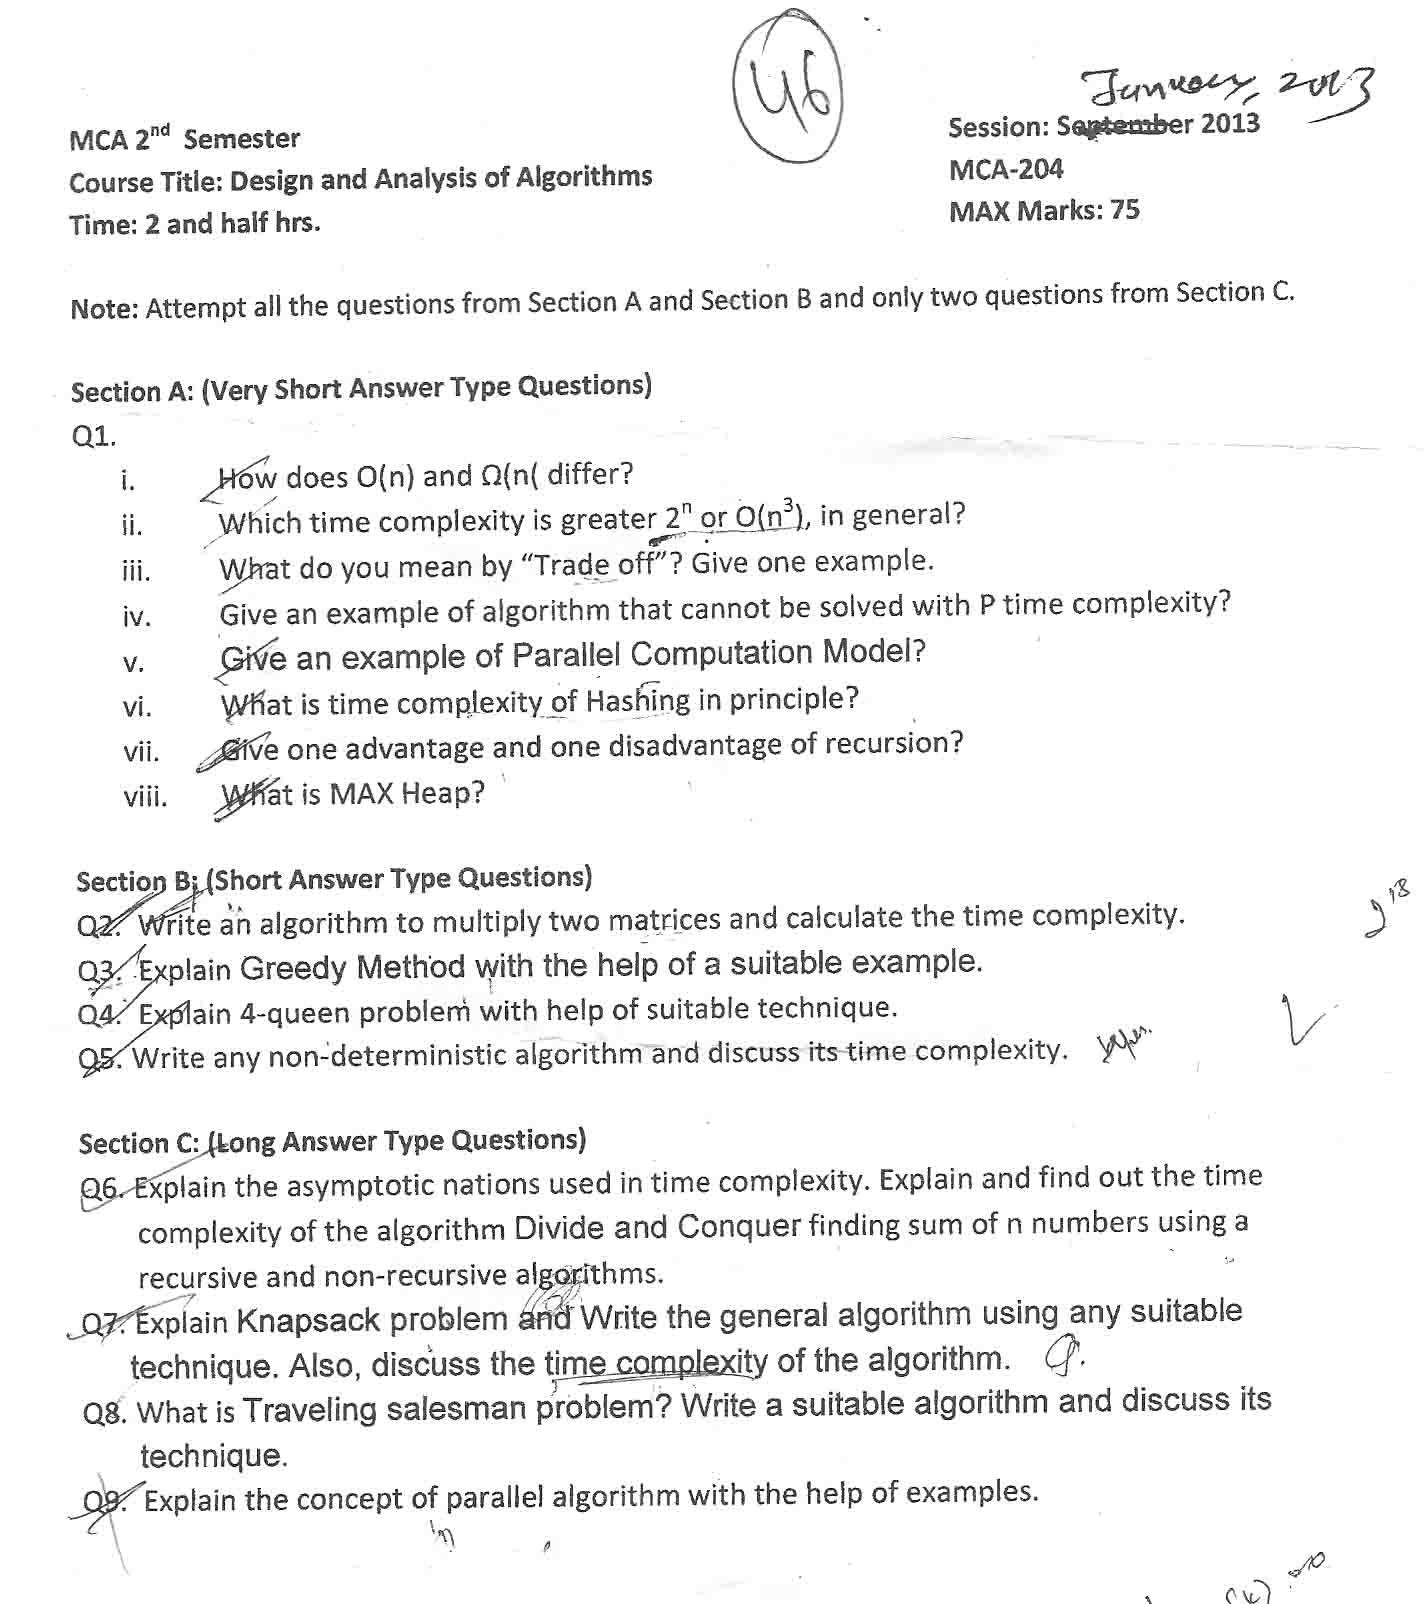 46
January, 2013
MCA 2nd Semester
Session: September 2013
Course Title: Design and Analysis of Algorithms
MCA-204
Time: 2 and half hrs.
MAX Marks: 75
Note: Attempt all the questions from Section A and Section B and only two questions from Section C.
Section A: (Very Short Answer Type Questions)
Q1.
i. How does O(n) and Ω(n( differ?
ii. Which time complexity is greater 2ⁿ or O(n³), in general?
iii. What do you mean by “Trade off”? Give one example.
iv. Give an example of algorithm that cannot be solved with P time complexity?
v. Give an example of Parallel Computation Model?
vi. What is time complexity of Hashing in principle?
vii. Give one advantage and one disadvantage of recursion?
viii. What is MAX Heap?
Section B: (Short Answer Type Questions)
Q2. Write an algorithm to multiply two matrices and calculate the time complexity.
Q3. Explain Greedy Method with the help of a suitable example.
Q4. Explain 4-queen problem with help of suitable technique.
Q5. Write any non-deterministic algorithm and discuss its time complexity.
Section C: (Long Answer Type Questions)
Q6. Explain the asymptotic nations used in time complexity. Explain and find out the time
complexity of the algorithm Divide and Conquer finding sum of n numbers using a
recursive and non-recursive algorithms.
Q7. Explain Knapsack problem and Write the general algorithm using any suitable
technique. Also, discuss the time complexity of the algorithm.
Q8. What is Traveling salesman problem? Write a suitable algorithm and discuss its
technique.
Q9. Explain the concept of parallel algorithm with the help of examples.